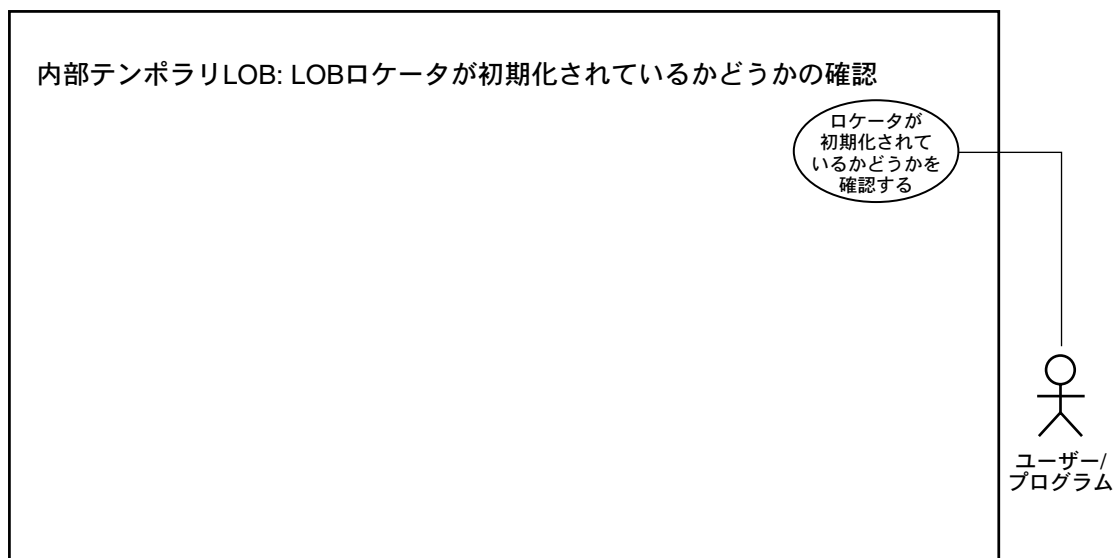 内部テンポラリLOB: LOBロケータが初期化されているかどうかの確認
ロケータが
初期化されて
いるかどうかを
確認する
ユーザー/
プログラム